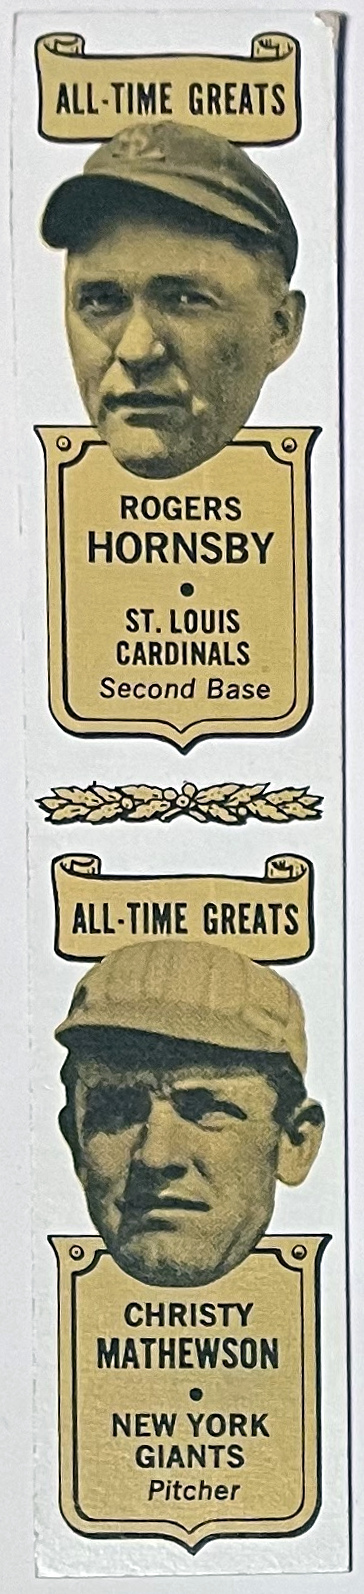 ALL-TIME GREATS
ROGERS
HORNSBY
ST. LOUIS
CARDINALS
Second Base
ALL-TIME GREATS
CHRISTY
MATHEWSON
NEW YORK
GIANTS
Pitcher